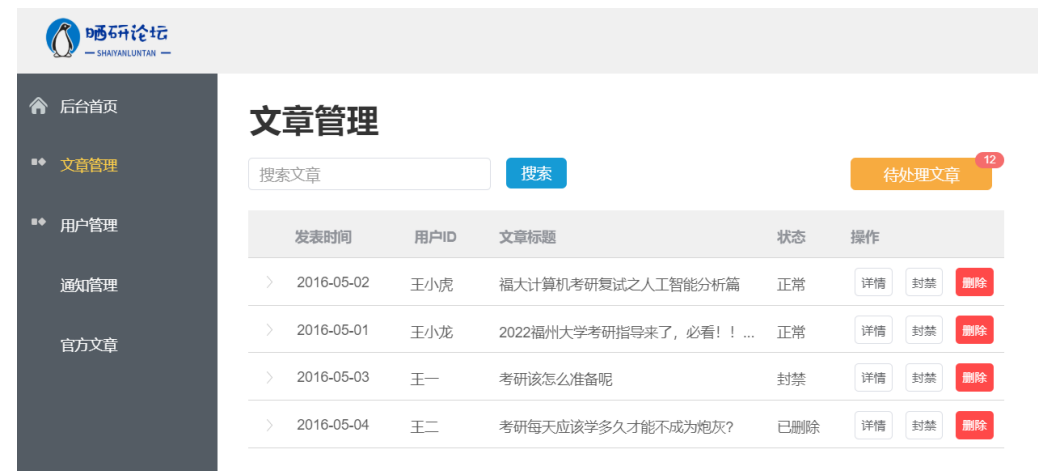 晒研论坛
— SHAIYANLUNTAN —
后台首页
文章管理
用户管理
通知管理
官方文章
文章管理
搜索文章 搜索 待处理文章 12
发表时间 用户ID 文章标题 状态 操作
2016-05-02 王小虎 福大计算机考研复试之人工智能分析篇 正常 详情 封禁 删除
2016-05-01 王小龙 2022福州大学考研指导来了，必看！！... 正常 详情 封禁 删除
2016-05-03 王一 考研该怎么准备呢 封禁 详情 封禁 删除
2016-05-04 王二 考研每天应该学多久才能不成为炮灰? 已删除 详情 封禁 删除